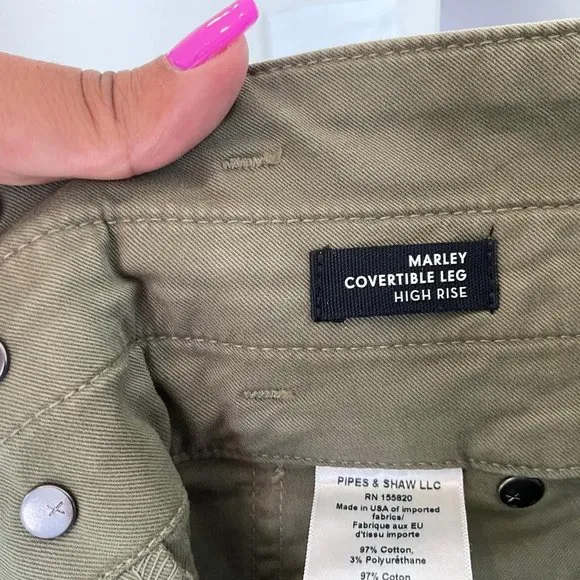 MARLEY
COVERTIBLE LEG
HIGH RISE
PIPES & SHAW LLC
RN 155820
Made in USA of imported
fabrics/
Fabrique aux EU
d'tissu importe
97% Cotton,
3% Polyurethane
97% Coton